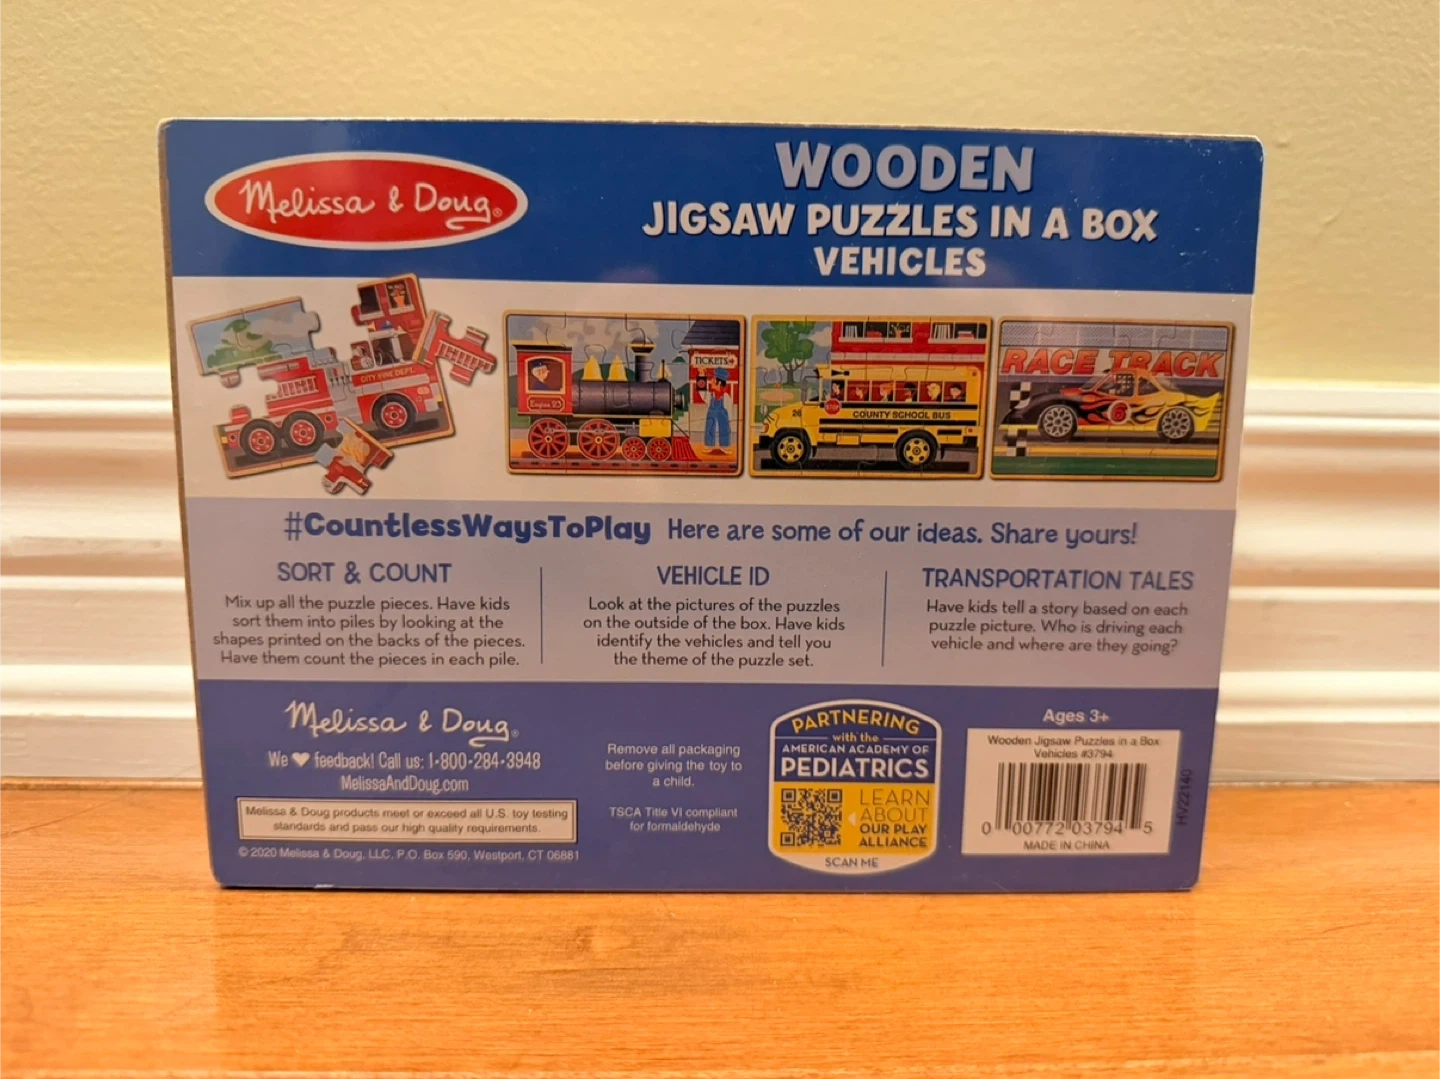 Melissa & Doug®
WOODEN
JIGSAW PUZZLES IN A BOX
VEHICLES
CITY FIRE DEPT.
Engine 23
TICKETS
STOP
26
COUNTY SCHOOL BUS
RACE TRACK
6
#CountlessWaysToPlay Here are some of our ideas. Share yours!
SORT & COUNT
Mix up all the puzzle pieces. Have kids
sort them into piles by looking at the
shapes printed on the backs of the pieces.
Have them count the pieces in each pile.
VEHICLE ID
Look at the pictures of the puzzles
on the outside of the box. Have kids
identify the vehicles and tell you
the theme of the puzzle set.
TRANSPORTATION TALES
Have kids tell a story based on each
puzzle picture. Who is driving each
vehicle and where are they going?
Melissa & Doug®
We ♥ feedback! Call us: 1-800-284-3948
MelissaAndDoug.com
Melissa & Doug products meet or exceed all U.S. toy testing
standards and pass our high quality requirements.
© 2020 Melissa & Doug, LLC, P.O. Box 590, Westport, CT 06881
Remove all packaging
before giving the toy to
a child.
TSCA Title VI compliant
for formaldehyde
PARTNERING
with the
AMERICAN ACADEMY OF
PEDIATRICS
LEARN
ABOUT
OUR PLAY
ALLIANCE
SCAN ME
Ages 3+
Wooden Jigsaw Puzzles in a Box
Vehicles #3794
0 00772 03794 5
MADE IN CHINA
HV22140